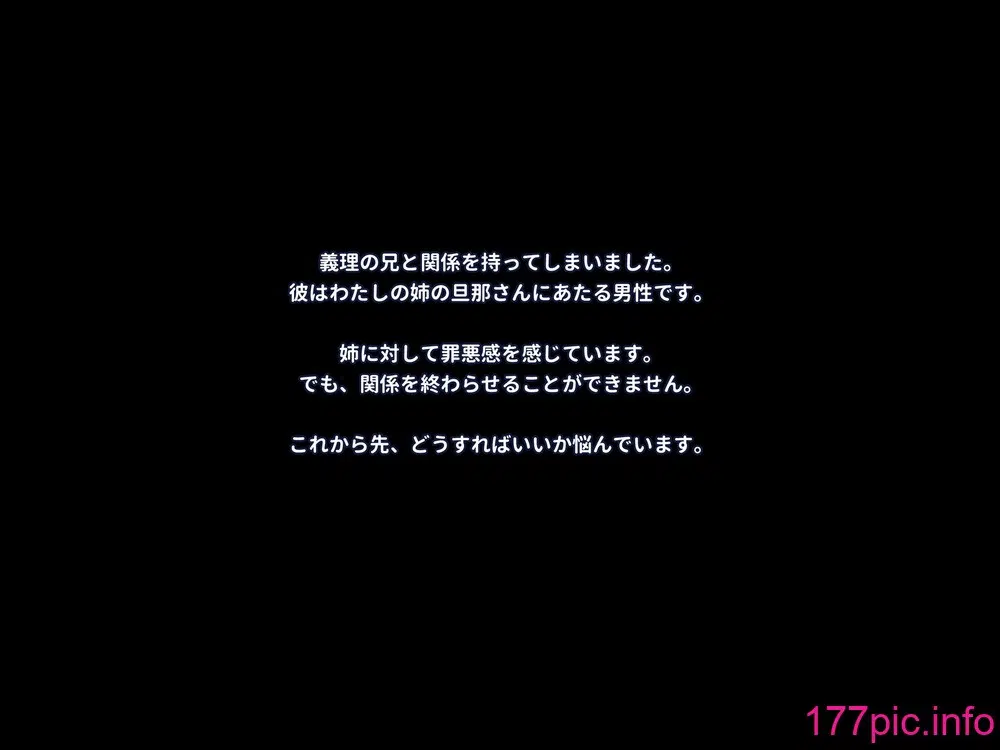 義理の兄と関係を持ってしまいました。
彼はわたしの姉の旦那さんにあたる男性です。
姉に対して罪悪感を感じています。
でも、関係を終わらせることができません。
これから先、どうすればいいか悩んでいます。
177pic.info